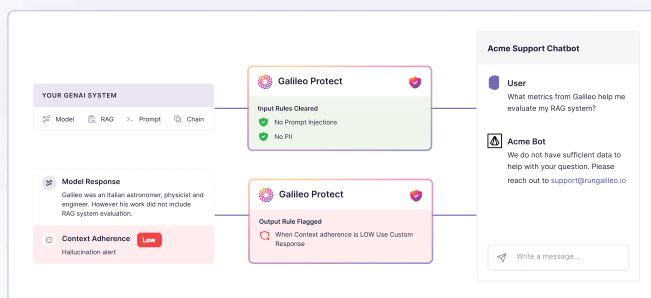 Acme Support Chatbot
YOUR GENAI SYSTEM
Model RAG Prompt Chain
Galileo Protect
Input Rules Cleared
No Prompt Injections
No PII
User
What metrics from Galileo help me
evaluate my RAG system?
Acme Bot
We do not have sufficient data to
help with your question. Please
reach out to support@rungalileo.io
Model Response
Galileo was an Italian astronomer, physicist and
engineer. However his work did not include
RAG system evaluation.
Context Adherence Low
Hallucination alert
Galileo Protect
Output Rule Flagged
When Context adherence is LOW Use Custom
Response
Write a message...